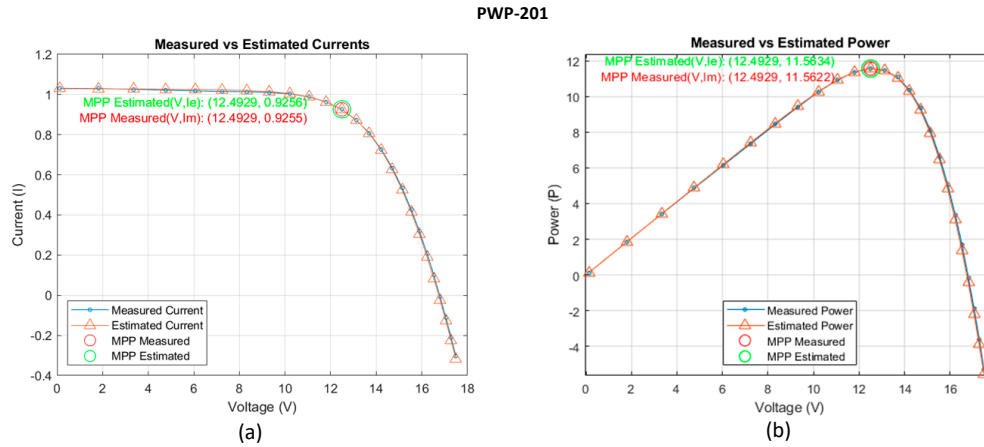 PWP-201
Measured vs Estimated Currents
1.2
1
0.8
0.6
0.4
0.2
0
-0.2
-0.4
Current (I)
MPP Estimated(V,Ie): (12.4929, 0.9256)
MPP Measured(V,Im): (12.4929, 0.9255)
Measured Current
Estimated Current
MPP Measured
MPP Estimated
0 2 4 6 8 10 12 14 16 18
Voltage (V)
(a)
Measured vs Estimated Power
12
10
8
6
4
2
0
-2
-4
Power (P)
MPP Estimated(V,Ie): (12.4929, 11.5634)
MPP Measured(V,Im): (12.4929, 11.5622)
Measured Power
Estimated Power
MPP Measured
MPP Estimated
0 2 4 6 8 10 12 14 16
Voltage (V)
(b)